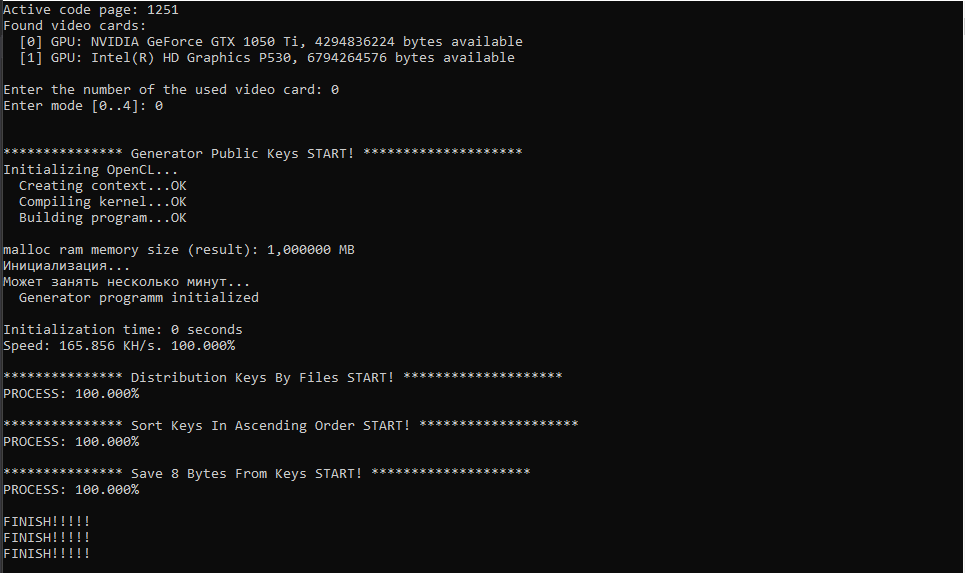 Active code page: 1251
Found video cards:
[0] GPU: NVIDIA GeForce GTX 1050 Ti, 4294836224 bytes available
[1] GPU: Intel(R) HD Graphics P530, 6794264576 bytes available
Enter the number of the used video card: 0
Enter mode [0..4]: 0
*************** Generator Public Keys START! ********************
Initializing OpenCL...
Creating context...OK
Compiling kernel...OK
Building program...OK
malloc ram memory size (result): 1,000000 MB
Инициализация...
Может занять несколько минут...
Generator programm initialized
Initialization time: 0 seconds
Speed: 165.856 KH/s. 100.000%
*************** Distribution Keys By Files START! ********************
PROCESS: 100.000%
*************** Sort Keys In Ascending Order START! ********************
PROCESS: 100.000%
*************** Save 8 Bytes From Keys START! ********************
PROCESS: 100.000%
FINISH!!!!!
FINISH!!!!!
FINISH!!!!!